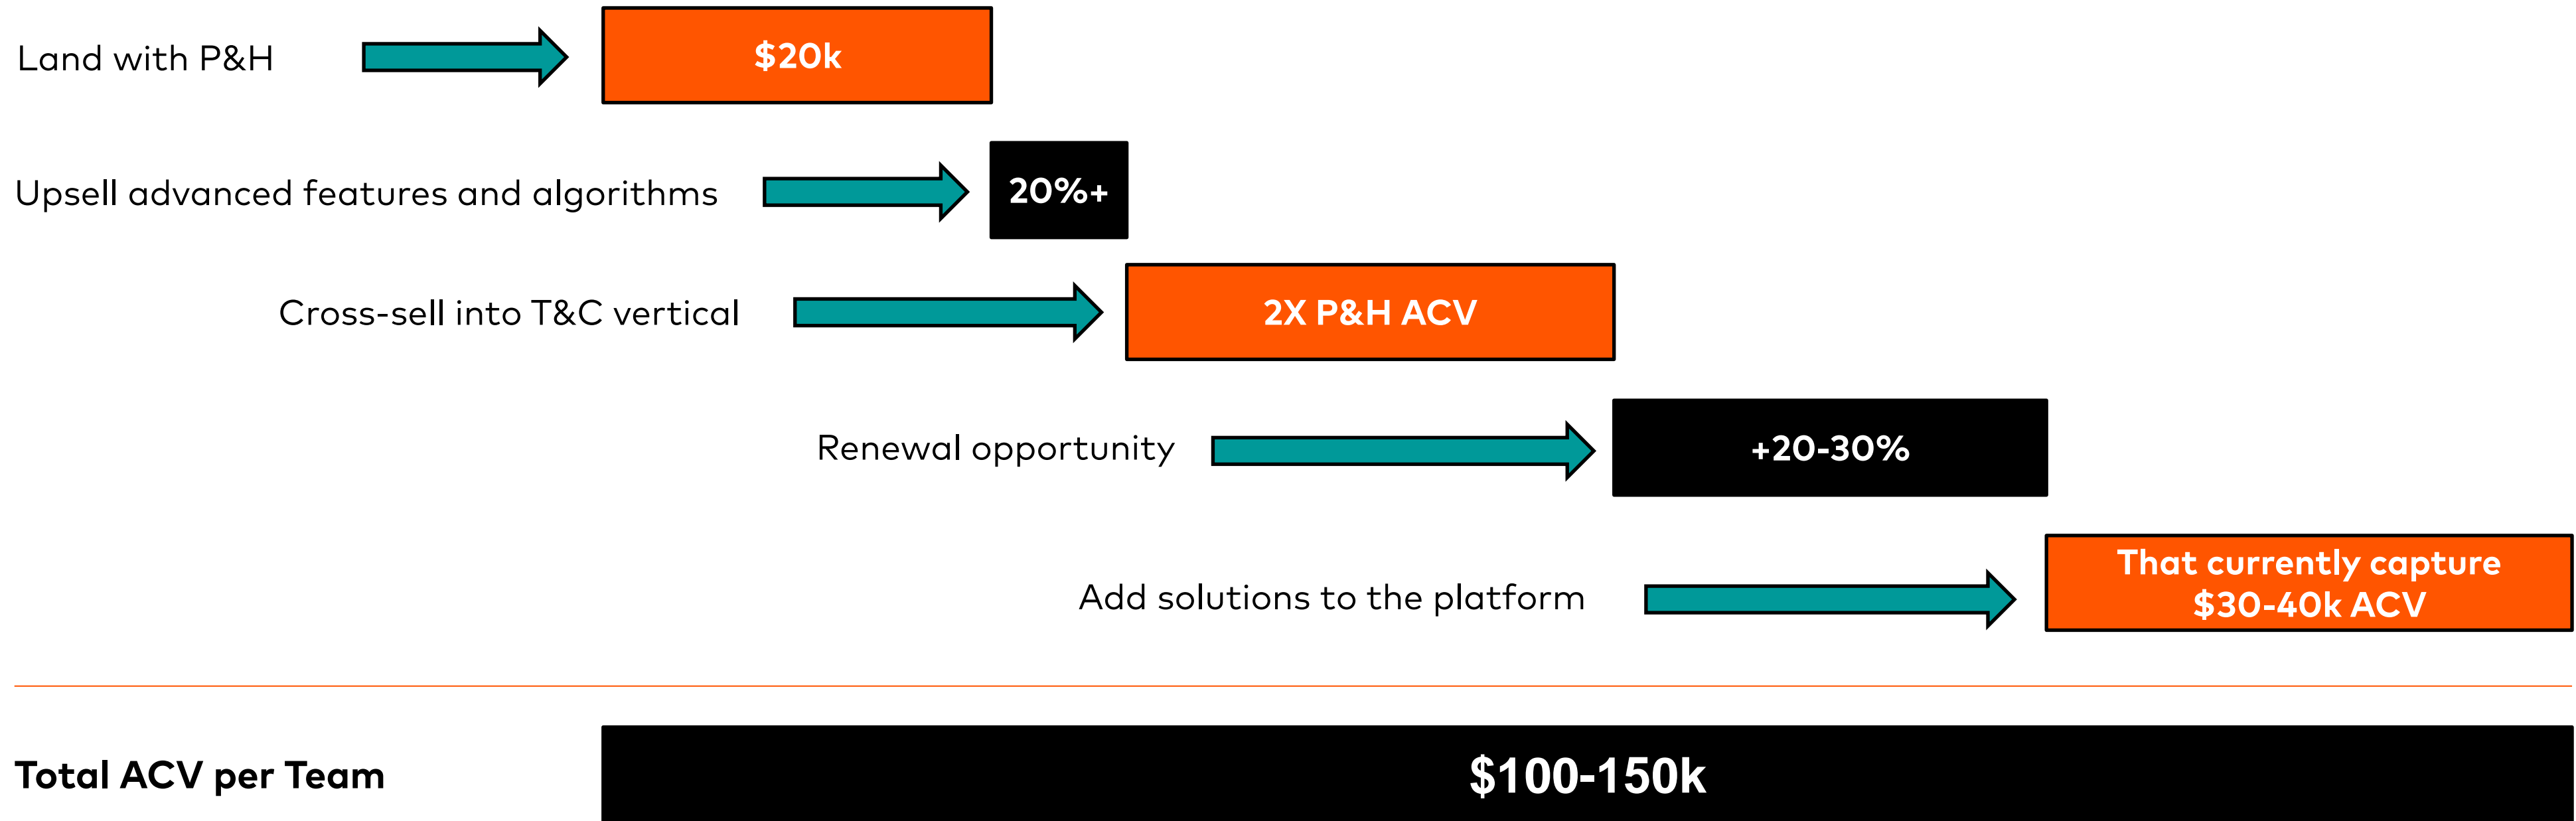 Land with P&H
$20k
Upsell advanced features and algorithms
20%+
Cross-sell into T&C vertical
2X P&H ACV
Renewal opportunity
+20-30%
Add solutions to the platform
That currently capture
$30-40k ACV
Total ACV per Team
$100-150k